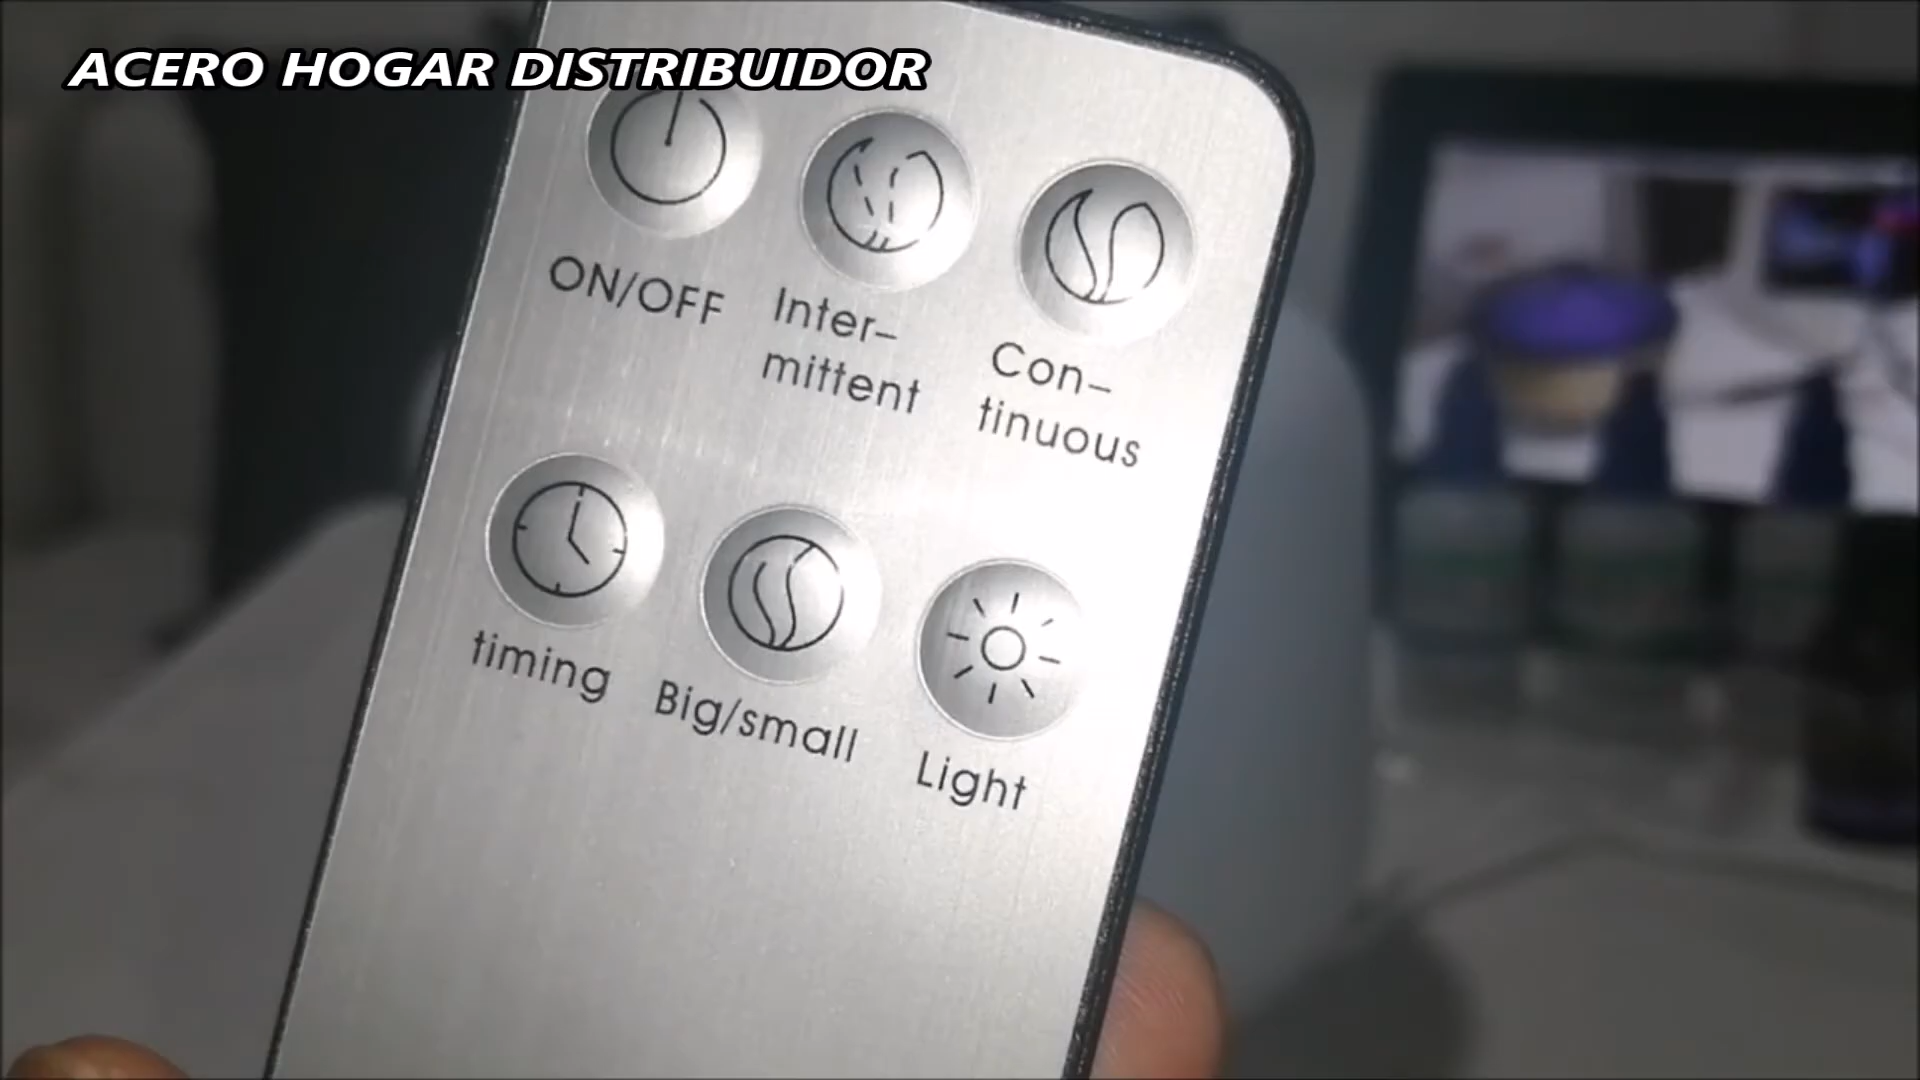 ACERO HOGAR DISTRIBUIDOR
ON/OFF
Inter-
mittent
Con-
tinuous
timing
Big/small
Light